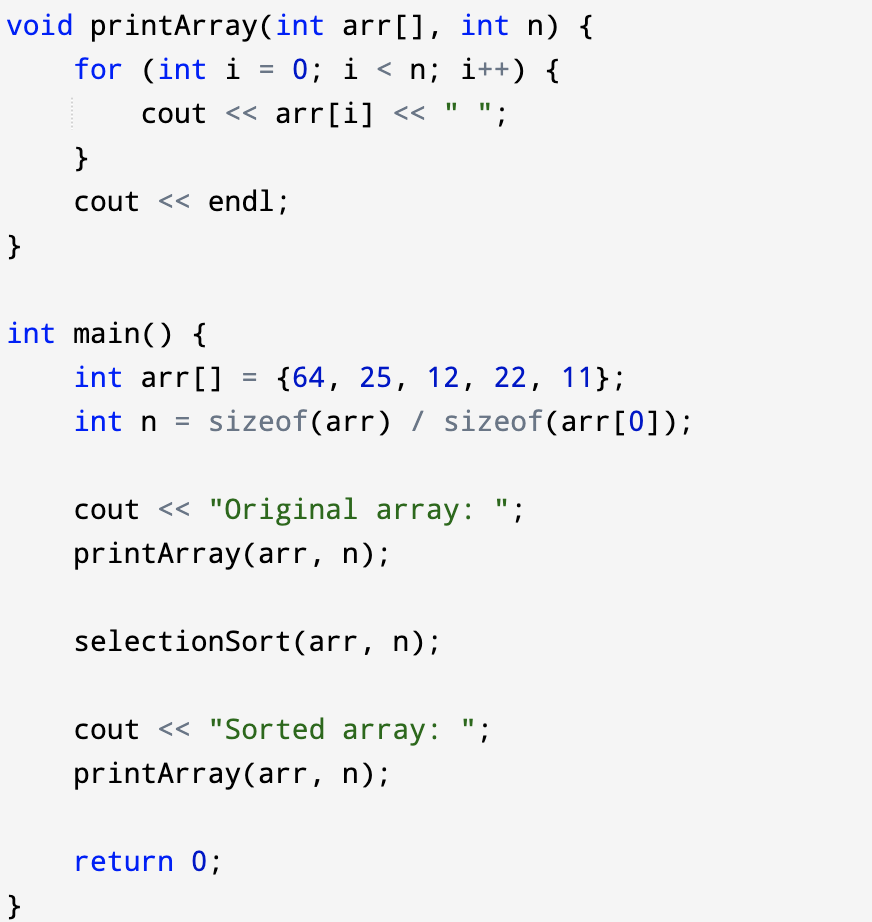 void printArray(int arr[], int n) {
    for (int i = 0; i < n; i++) {
        cout << arr[i] << " ";
    }
    cout << endl;
}

int main() {
    int arr[] = {64, 25, 12, 22, 11};
    int n = sizeof(arr) / sizeof(arr[0]);

    cout << "Original array: ";
    printArray(arr, n);

    selectionSort(arr, n);

    cout << "Sorted array: ";
    printArray(arr, n);

    return 0;
}